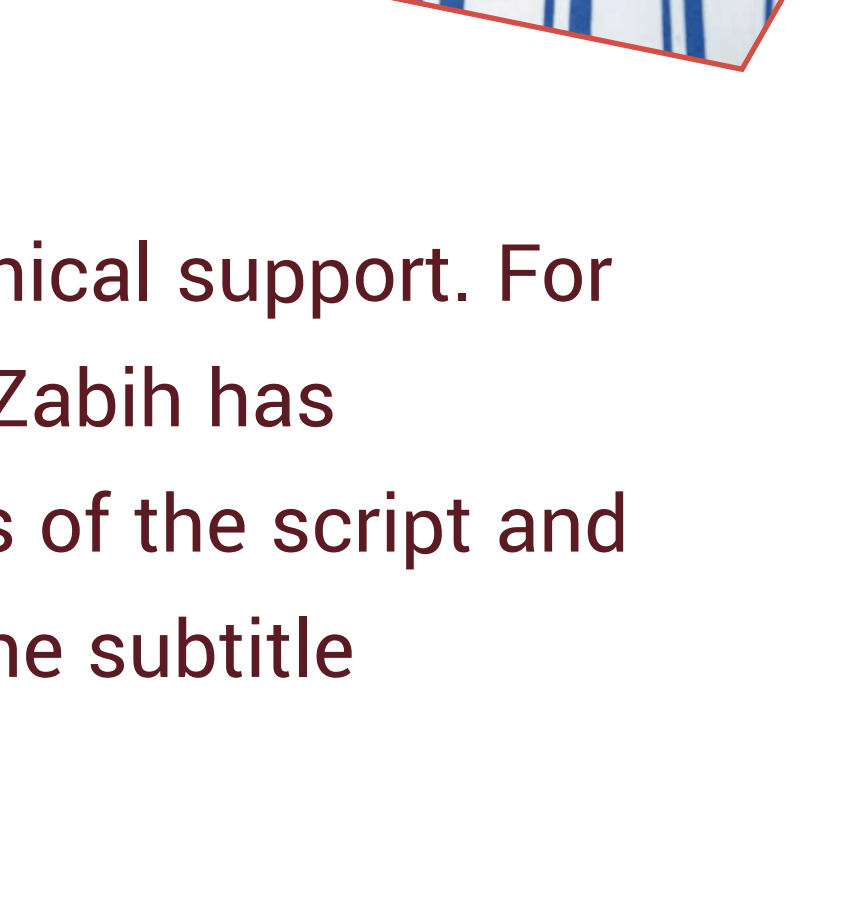 nical support. For
Zabih has
s of the script and
ne subtitle